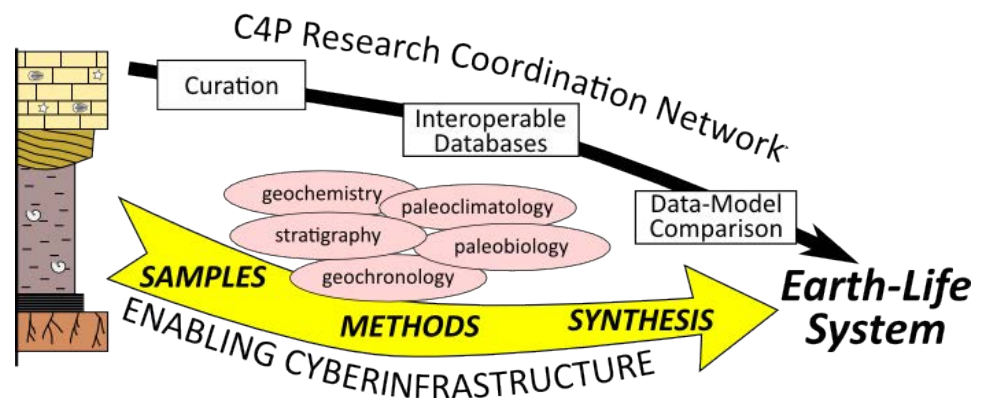 C4P Research Coordination Network
Curation
Interoperable
Databases
Data-Model
Comparison
geochemistry
paleoclimatology
stratigraphy
paleobiology
geochronology
SAMPLES
METHODS
SYNTHESIS
ENABLING CYBERINFRASTRUCTURE
Earth-Life
System